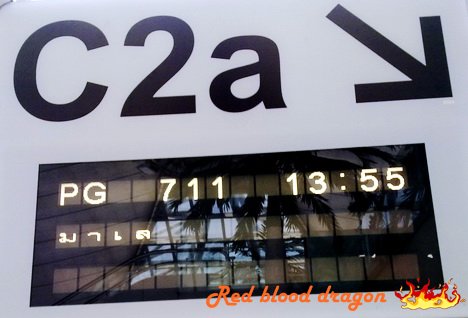 C2a
PG 711 13:55
มาเล
Red blood dragon